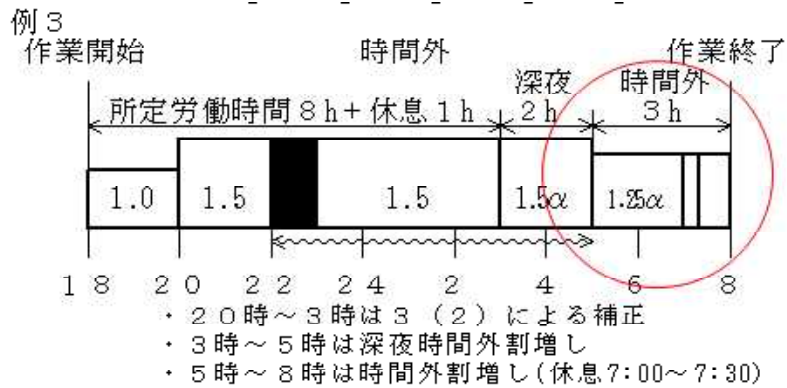 例３
作業開始 時間外 作業終了
深夜 時間外
所定労働時間８ｈ＋休息１ｈ ２ｈ ３ｈ
1.0 1.5 1.5 1.5α 1.25α
１８ ２０ ２２ ２４ ２ ４ ６ ８
・２０時～３時は３（２）による補正
・３時～５時は深夜時間外割増し
・５時～８時は時間外割増し(休息7:00～7:30)